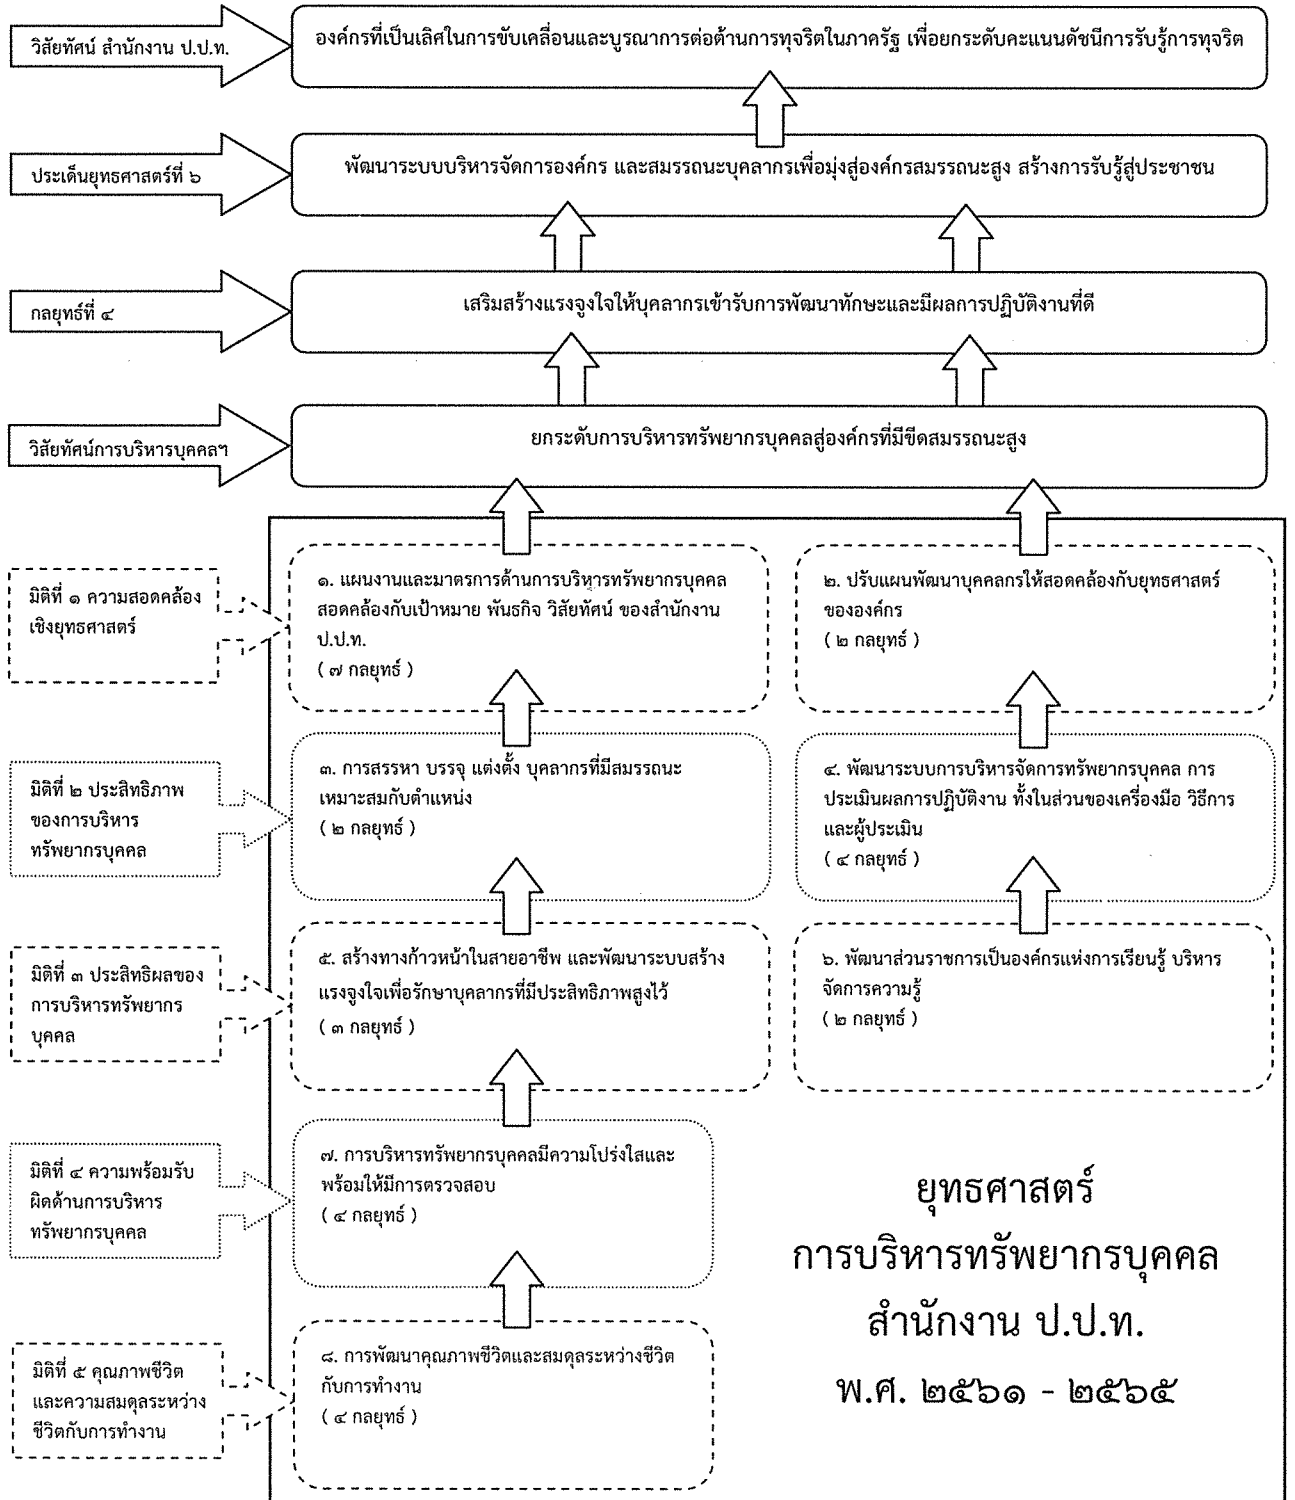 วิสัยทัศน์ สำนักงาน ป.ป.ท.
องค์กรที่เป็นเลิศในการขับเคลื่อนและบูรณาการต่อต้านการทุจริตในภาครัฐ เพื่อยกระดับคะแนนดัชนีการรับรู้การทุจริต
ประเด็นยุทธศาสตร์ที่ ๖
พัฒนาระบบบริหารจัดการองค์กร และสมรรถนะบุคลากรเพื่อมุ่งสู่องค์กรสมรรถนะสูง สร้างการรับรู้สู่ประชาชน
กลยุทธ์ที่ ๔
เสริมสร้างแรงจูงใจให้บุคลากรเข้ารับการพัฒนาทักษะและมีผลการปฏิบัติงานที่ดี
วิสัยทัศน์การบริหารบุคคลฯ
ยกระดับการบริหารทรัพยากรบุคคลสู่องค์กรที่มีขีดสมรรถนะสูง
มิติที่ ๑ ความสอดคล้อง
เชิงยุทธศาสตร์
๑. แผนงานและมาตรการด้านการบริหารทรัพยากรบุคคล
สอดคล้องกับเป้าหมาย พันธกิจ วิสัยทัศน์ ของสำนักงาน
ป.ป.ท.
( ๗ กลยุทธ์ )
๒. ปรับแผนพัฒนาบุคคลกรให้สอดคล้องกับยุทธศาสตร์
ขององค์กร
( ๒ กลยุทธ์ )
มิติที่ ๒ ประสิทธิภาพ
ของการบริหาร
ทรัพยากรบุคคล
๓. การสรรหา บรรจุ แต่งตั้ง บุคลากรที่มีสมรรถนะ
เหมาะสมกับตำแหน่ง
( ๒ กลยุทธ์ )
๔. พัฒนาระบบการบริหารจัดการทรัพยากรบุคคล การ
ประเมินผลการปฏิบัติงาน ทั้งในส่วนของเครื่องมือ วิธีการ
และผู้ประเมิน
( ๔ กลยุทธ์ )
มิติที่ ๓ ประสิทธิผลของ
การบริหารทรัพยากร
บุคคล
๕. สร้างทางก้าวหน้าในสายอาชีพ และพัฒนาระบบสร้าง
แรงจูงใจเพื่อรักษาบุคลากรที่มีประสิทธิภาพสูงไว้
( ๓ กลยุทธ์ )
๖. พัฒนาส่วนราชการเป็นองค์กรแห่งการเรียนรู้ บริหาร
จัดการความรู้
( ๒ กลยุทธ์ )
มิติที่ ๔ ความพร้อมรับ
ผิดด้านการบริหาร
ทรัพยากรบุคคล
๗. การบริหารทรัพยากรบุคคลมีความโปร่งใสและ
พร้อมให้มีการตรวจสอบ
( ๔ กลยุทธ์ )
มิติที่ ๕ คุณภาพชีวิต
และความสมดุลระหว่าง
ชีวิตกับการทำงาน
๘. การพัฒนาคุณภาพชีวิตและสมดุลระหว่างชีวิต
กับการทำงาน
( ๔ กลยุทธ์ )
ยุทธศาสตร์
การบริหารทรัพยากรบุคคล
สำนักงาน ป.ป.ท.
พ.ศ. ๒๕๖๑ - ๒๕๖๕